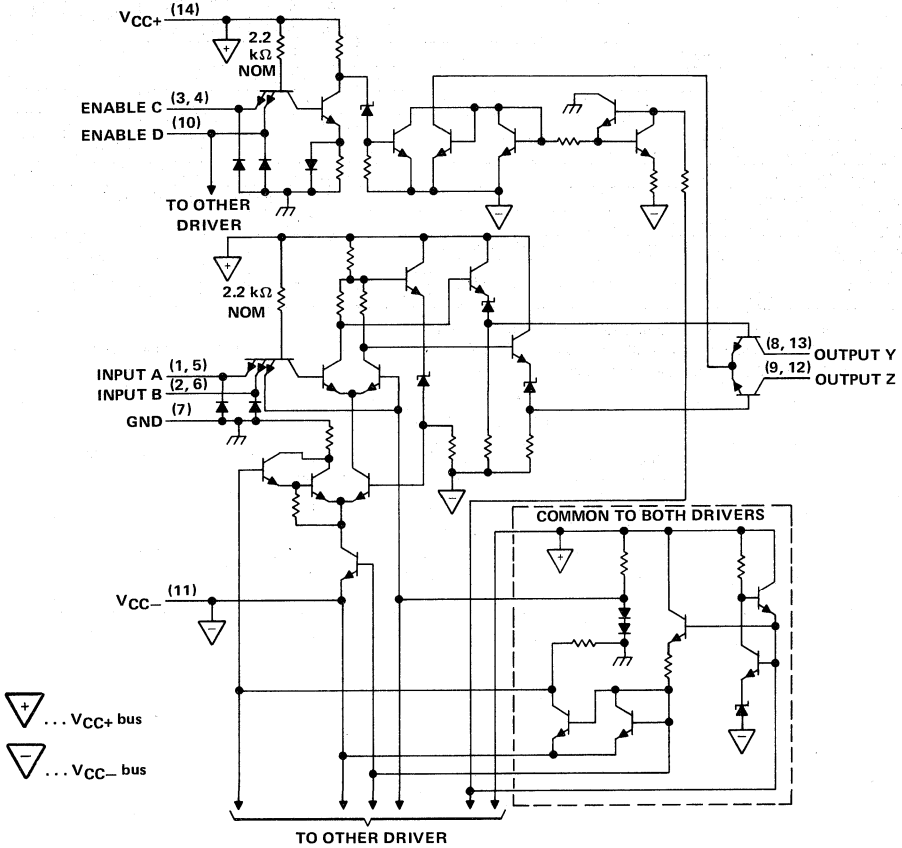 VCC+ (14)
2.2
kΩ
NOM
ENABLE C (3, 4)
ENABLE D (10)
TO OTHER
DRIVER
2.2 kΩ
NOM
INPUT A (1, 5)
INPUT B (2, 6)
GND (7)
(8, 13) OUTPUT Y
(9, 12) OUTPUT Z
COMMON TO BOTH DRIVERS
VCC− (11)
... VCC+ bus
... VCC− bus
TO OTHER DRIVER